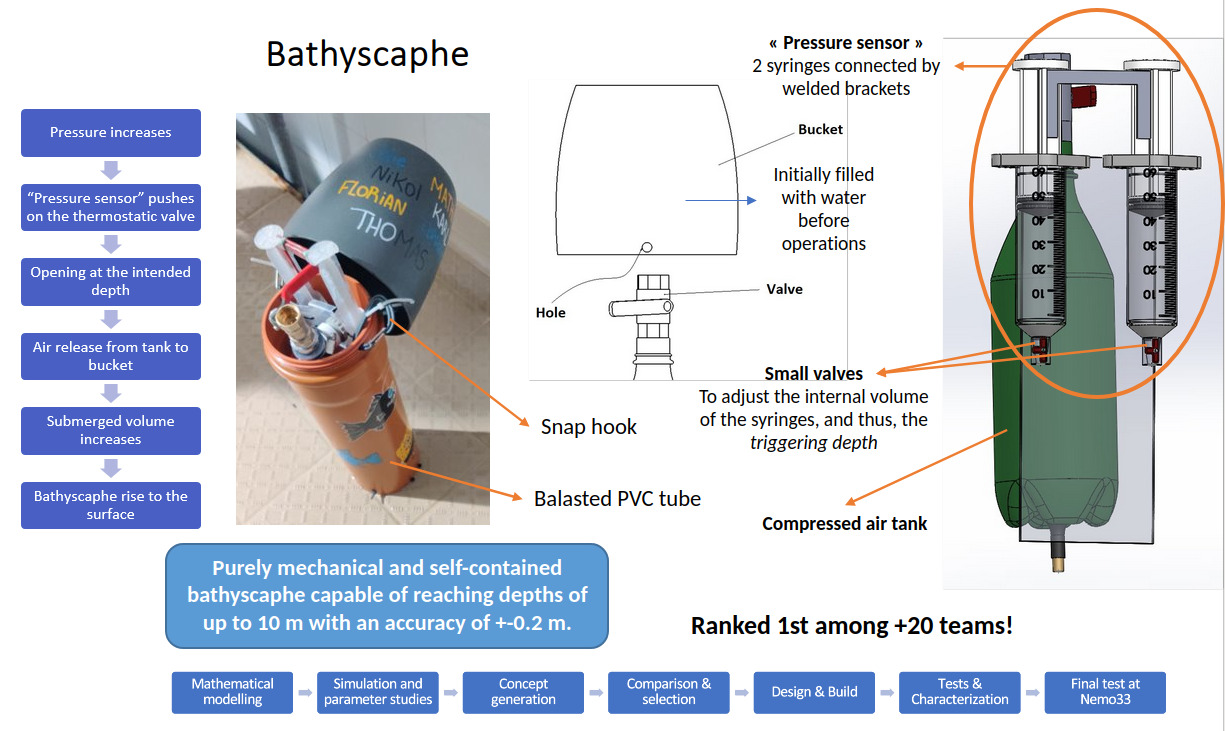 Bathyscaphe
Pressure increases
“Pressure sensor” pushes
on the thermostatic valve
Opening at the intended
depth
Air release from tank to
bucket
Submerged volume
increases
Bathyscaphe rise to the
surface
NiKol
FLORiAN
THOMAS
Snap hook
Balasted PVC tube
Bucket
Initially filled
with water
before
operations
Hole
Valve
« Pressure sensor »
2 syringes connected by
welded brackets
60
50
40
30
20
10
60
50
40
30
20
10
Small valves
To adjust the internal volume
of the syringes, and thus, the
triggering depth
Compressed air tank
Purely mechanical and self-contained
bathyscaphe capable of reaching depths of
up to 10 m with an accuracy of +-0.2 m.
Ranked 1st among +20 teams!
Mathematical
modelling
Simulation and
parameter studies
Concept
generation
Comparison &
selection
Design & Build
Tests &
Characterization
Final test at
Nemo33